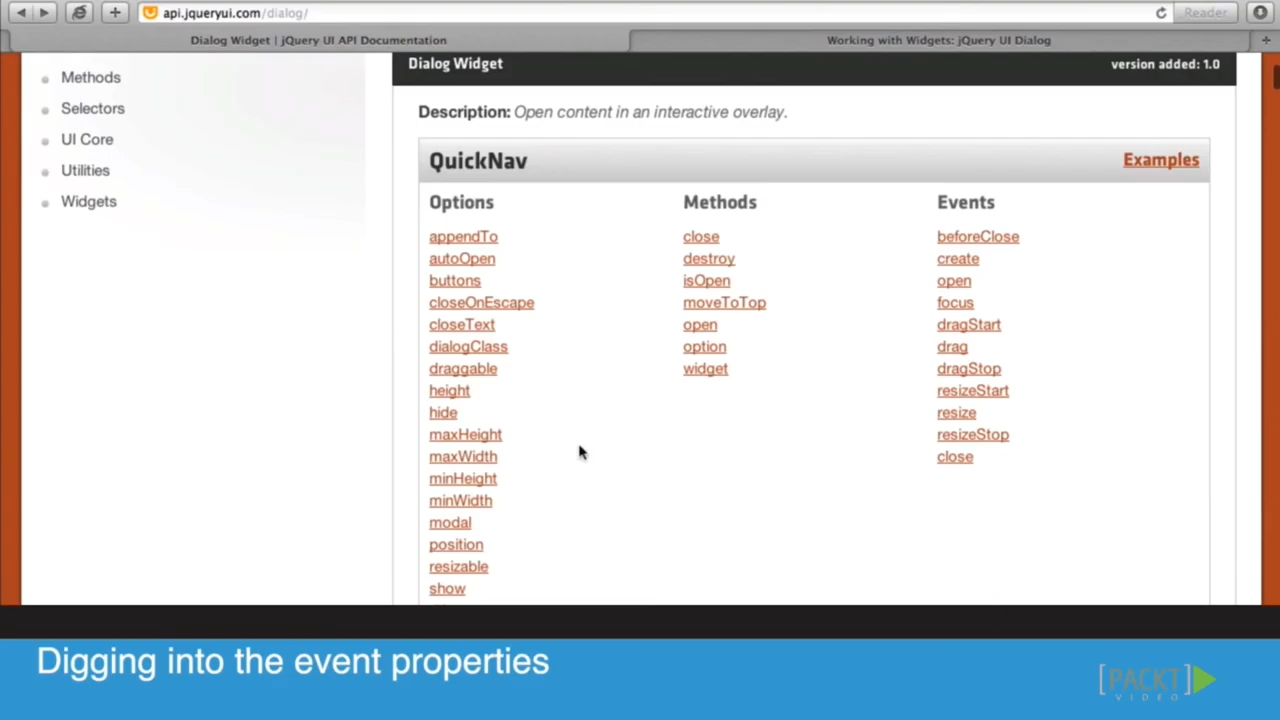 api.jqueryui.com/dialog/
Reader
Dialog Widget | jQuery UI API Documentation
Working with Widgets: jQuery UI Dialog
Methods
Selectors
UI Core
Utilities
Widgets
Dialog Widget
version added: 1.0
Description: Open content in an interactive overlay.
QuickNav
Examples
Options
appendTo
autoOpen
buttons
closeOnEscape
closeText
dialogClass
draggable
height
hide
maxHeight
maxWidth
minHeight
minWidth
modal
position
resizable
show
Methods
close
destroy
isOpen
moveToTop
open
option
widget
Events
beforeClose
create
open
focus
dragStart
drag
dragStop
resizeStart
resize
resizeStop
close
Digging into the event properties
[PACKT]
VIDEO